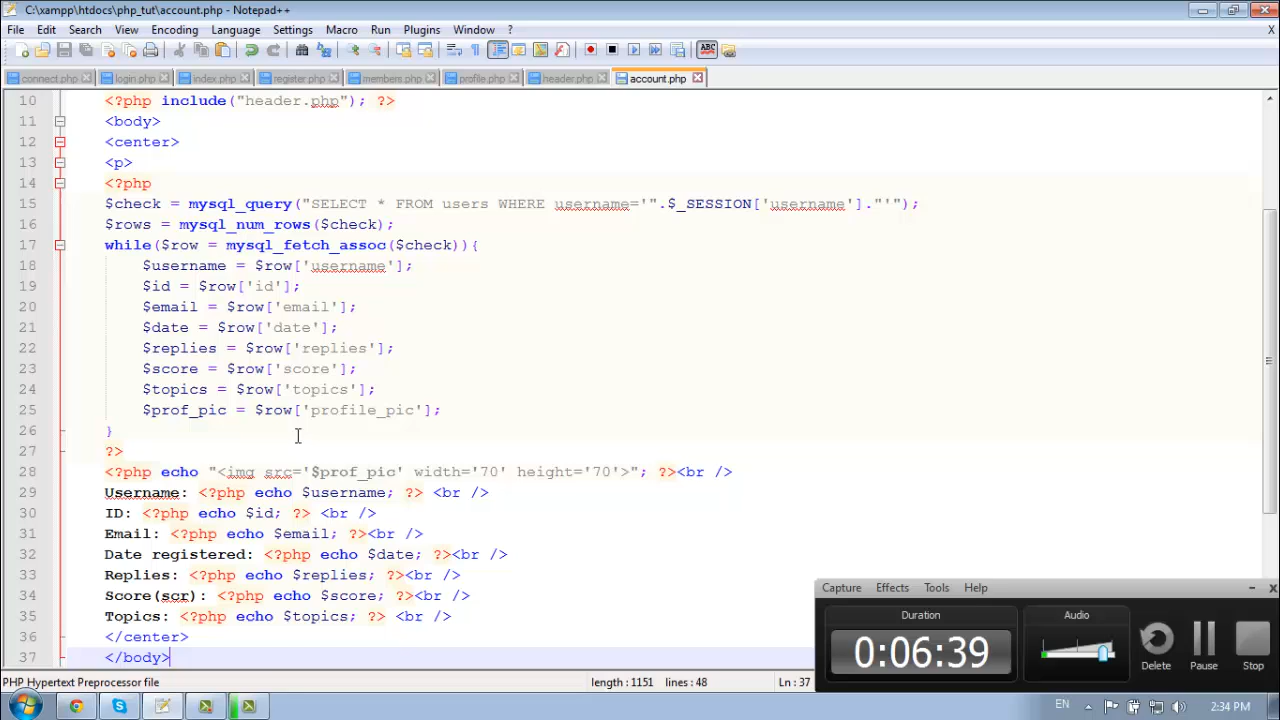 C:\xampp\htdocs\php_tut\account.php - Notepad++
File Edit Search View Encoding Language Settings Macro Run Plugins Window ? X
connect.php login.php index.php register.php members.php profile.php header.php account.php
10 <?php include("header.php"); ?>
11 <body>
12 <center>
13 <p>
14 <?php
15 $check = mysql_query("SELECT * FROM users WHERE username='".$_SESSION['username']."'");
16 $rows = mysql_num_rows($check);
17 while($row = mysql_fetch_assoc($check)){
18 $username = $row['username'];
19 $id = $row['id'];
20 $email = $row['email'];
21 $date = $row['date'];
22 $replies = $row['replies'];
23 $score = $row['score'];
24 $topics = $row['topics'];
25 $prof_pic = $row['profile_pic'];
26 }
27 ?>
28 <?php echo "<img src='$prof_pic' width='70' height='70'>"; ?><br />
29 Username: <?php echo $username; ?> <br />
30 ID: <?php echo $id; ?> <br />
31 Email: <?php echo $email; ?><br />
32 Date registered: <?php echo $date; ?><br />
33 Replies: <?php echo $replies; ?><br />
34 Score(scr): <?php echo $score; ?><br />
35 Topics: <?php echo $topics; ?> <br />
36 </center>
37 </body>
Capture Effects Tools Help
Duration Audio
0:06:39
Delete Pause Stop
PHP Hypertext Preprocessor file length : 1151 lines : 48 Ln : 37
EN 2:34 PM